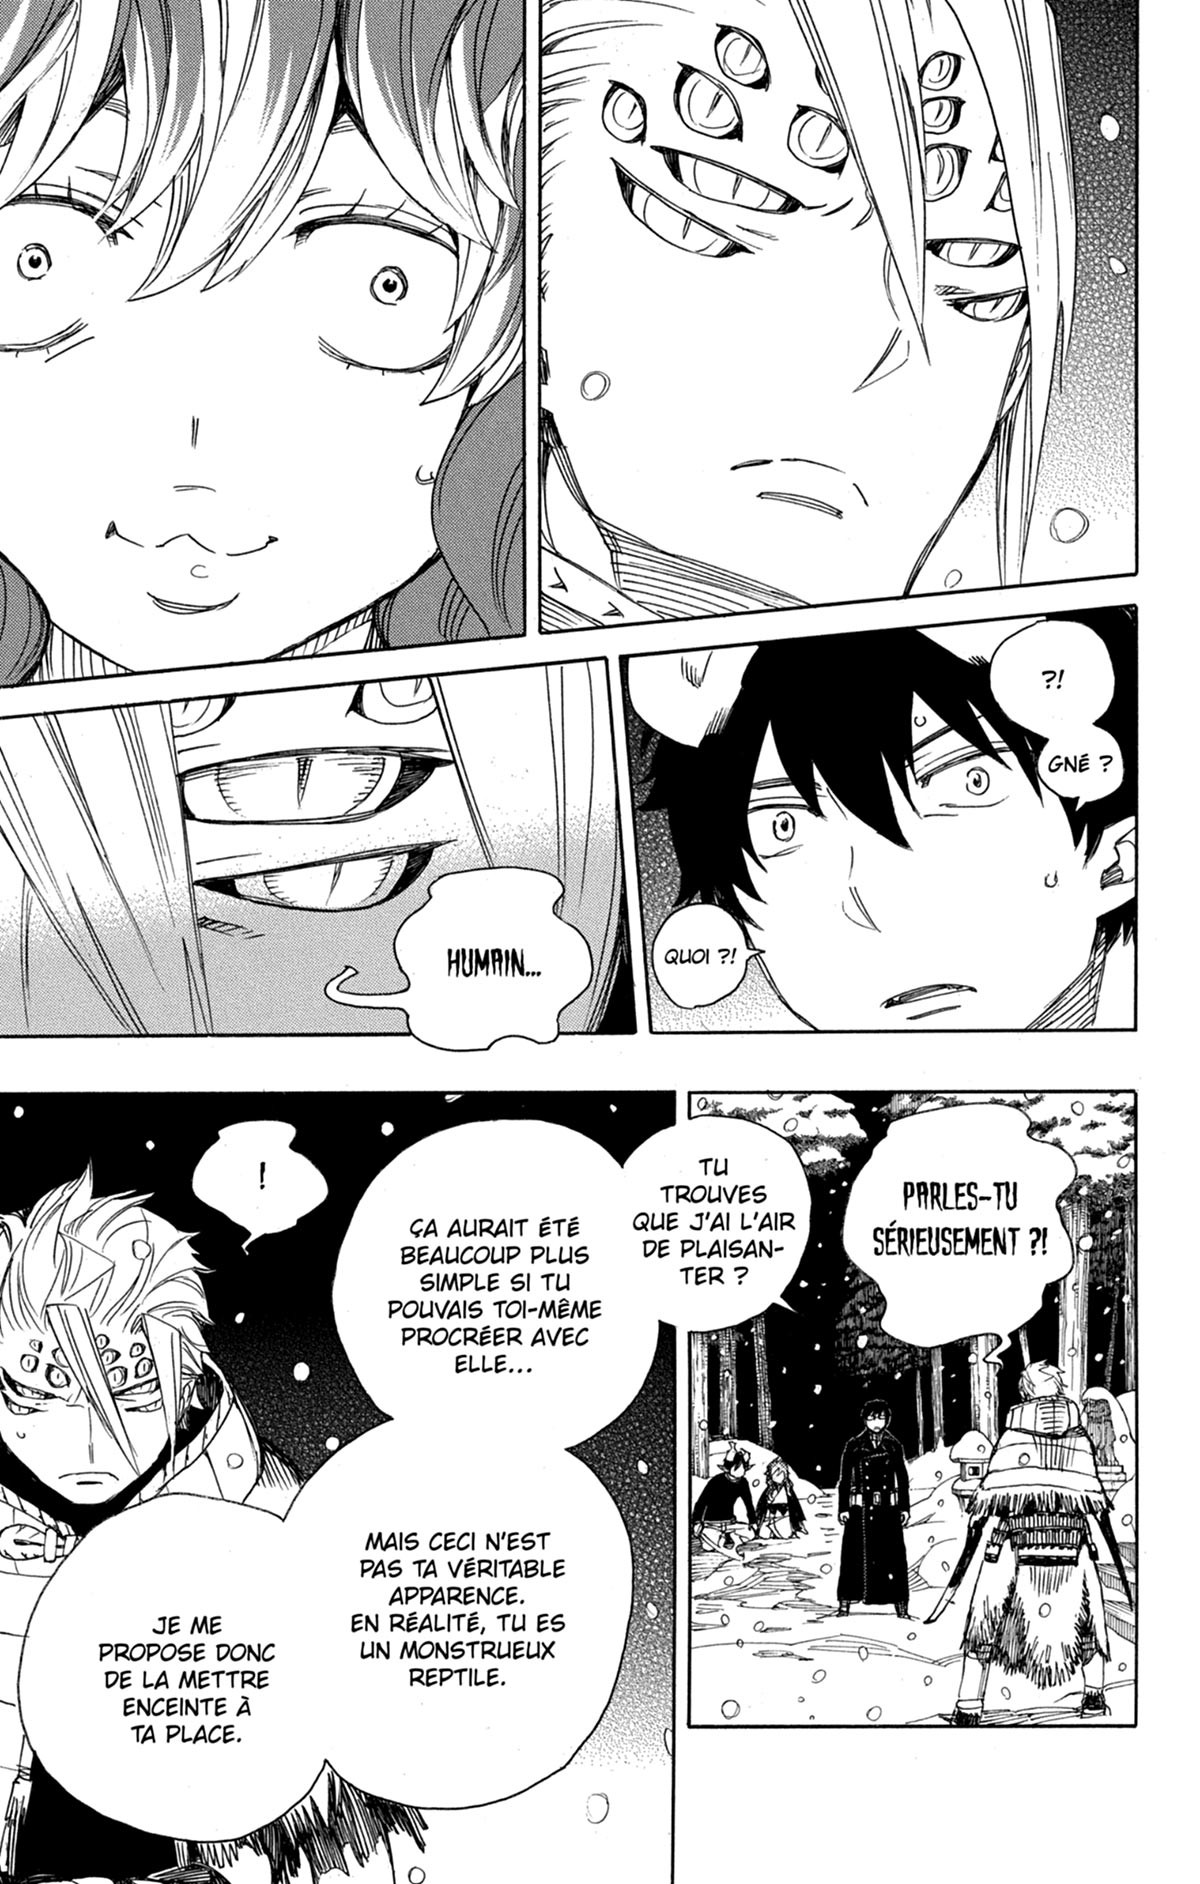 ?!
GNÉ ?
QUOI ?!
HUMAIN...
PARLES-TU
SÉRIEUSEMENT ?!
TU
TROUVES
QUE J'AI L'AIR
DE PLAISAN-
TER ?
ÇA AURAIT ÉTÉ
BEAUCOUP PLUS
SIMPLE SI TU
POUVAIS TOI-MÊME
PROCRÉER AVEC
ELLE...
!
MAIS CECI N'EST
PAS TA VÉRITABLE
APPARENCE.
EN RÉALITÉ, TU ES
UN MONSTRUEUX
REPTILE.
JE ME
PROPOSE DONC
DE LA METTRE
ENCEINTE À
TA PLACE.